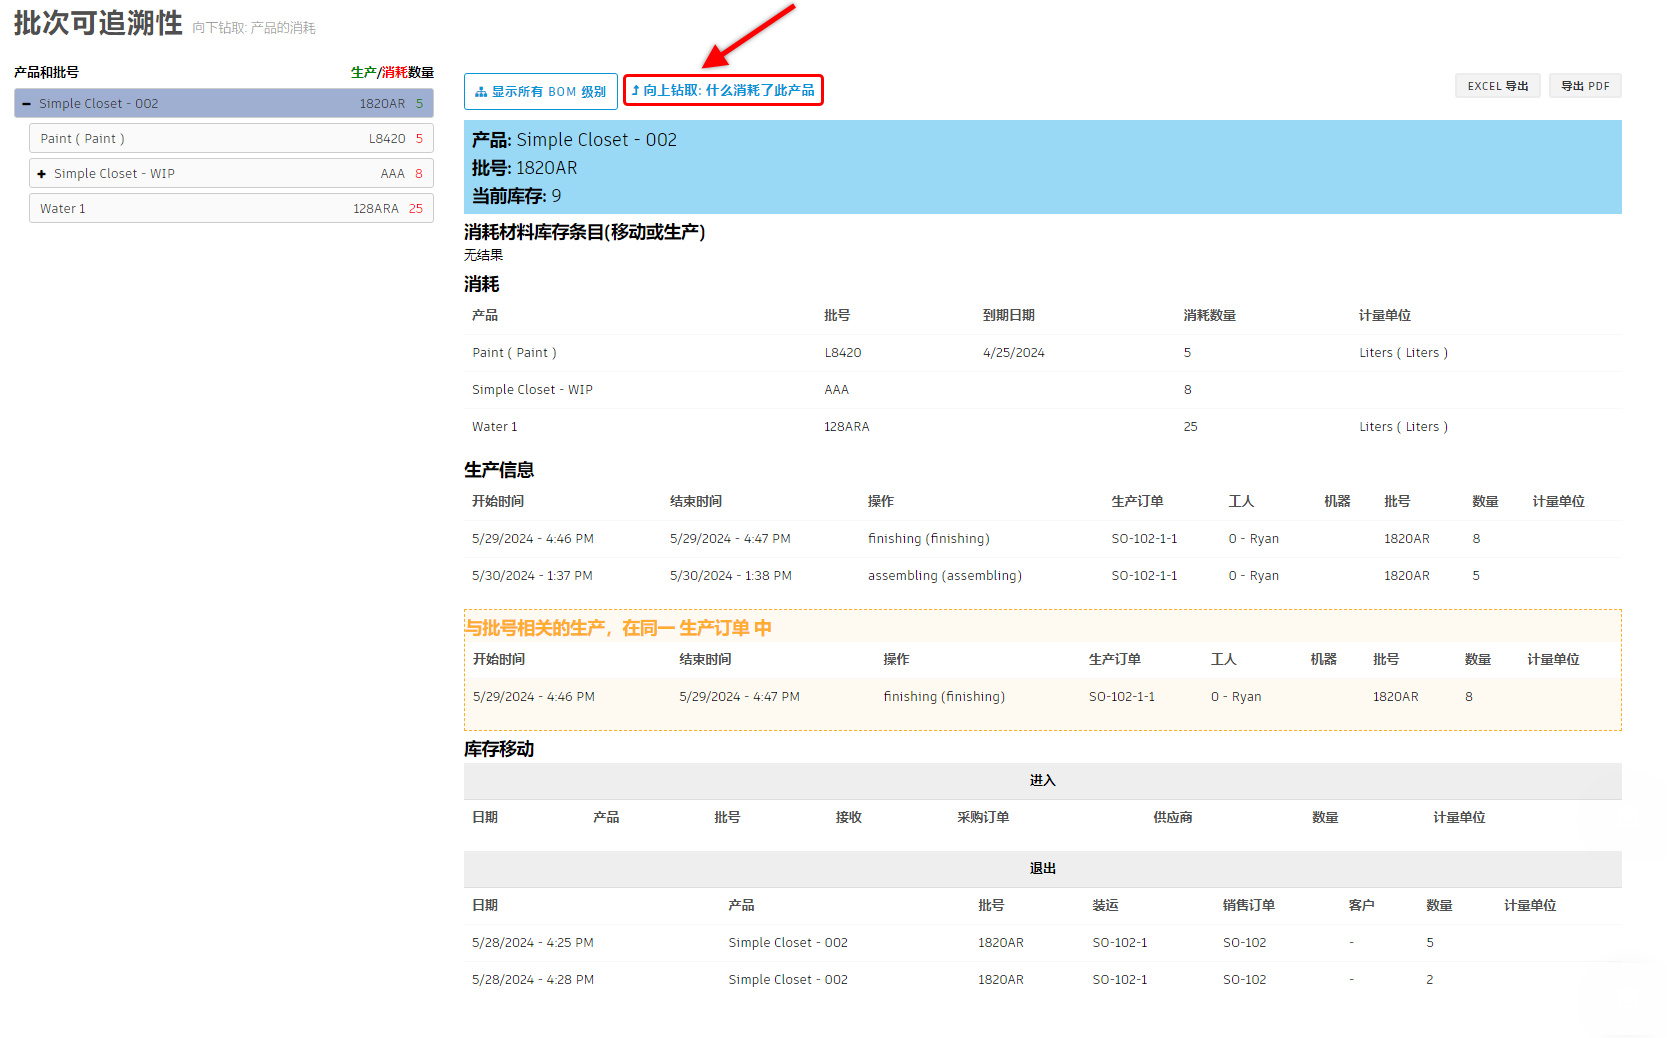 批次可追溯性 向下钻取: 产品的消耗
产品和批号 生产/消耗数量
Simple Closet - 002 1820AR 5
Paint ( Paint ) L8420 5
Simple Closet - WIP AAA 8
Water 1 128ARA 25
显示所有 BOM 级别 向上钻取: 什么消耗了此产品 EXCEL 导出 导出 PDF
产品: Simple Closet - 002
批号: 1820AR
当前库存: 9
消耗材料库存条目(移动或生产)
无结果
消耗
产品 批号 到期日期 消耗数量 计量单位
Paint ( Paint ) L8420 4/25/2024 5 Liters ( Liters )
Simple Closet - WIP AAA 8
Water 1 128ARA 25 Liters ( Liters )
生产信息
开始时间 结束时间 操作 生产订单 工人 机器 批号 数量 计量单位
5/29/2024 - 4:46 PM 5/29/2024 - 4:47 PM finishing (finishing) SO-102-1-1 0 - Ryan 1820AR 8
5/30/2024 - 1:37 PM 5/30/2024 - 1:38 PM assembling (assembling) SO-102-1-1 0 - Ryan 1820AR 5
与批号相关的生产，在同一 生产订单 中
开始时间 结束时间 操作 生产订单 工人 机器 批号 数量 计量单位
5/29/2024 - 4:46 PM 5/29/2024 - 4:47 PM finishing (finishing) SO-102-1-1 0 - Ryan 1820AR 8
库存移动
进入
日期 产品 批号 接收 采购订单 供应商 数量 计量单位
退出
日期 产品 批号 装运 销售订单 客户 数量 计量单位
5/28/2024 - 4:25 PM Simple Closet - 002 1820AR SO-102-1 SO-102 - 5
5/28/2024 - 4:28 PM Simple Closet - 002 1820AR SO-102-1 SO-102 - 2